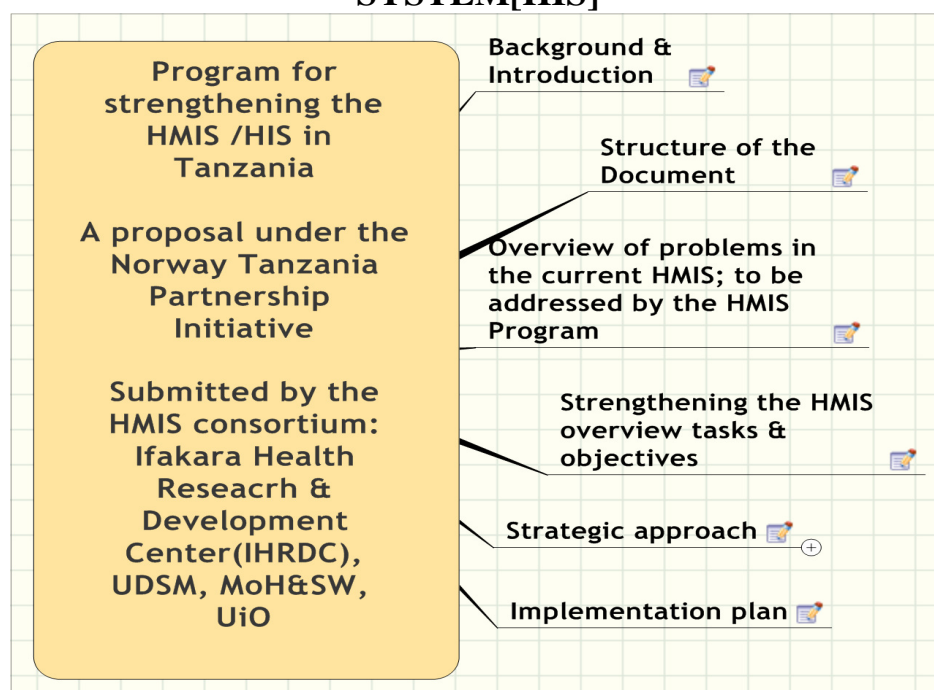 SYSTEM[HIS]
Program for
strengthening the
HMIS /HIS in
Tanzania
A proposal under the
Norway Tanzania
Partnership
Initiative
Submitted by the
HMIS consortium:
Ifakara Health
Reseacrh &
Development
Center(IHRDC),
UDSM, MoH&SW,
UiO
Background &
Introduction
Structure of the
Document
Overview of problems in
the current HMIS; to be
addressed by the HMIS
Program
Strengthening the HMIS
overview tasks &
objectives
Strategic approach
Implementation plan